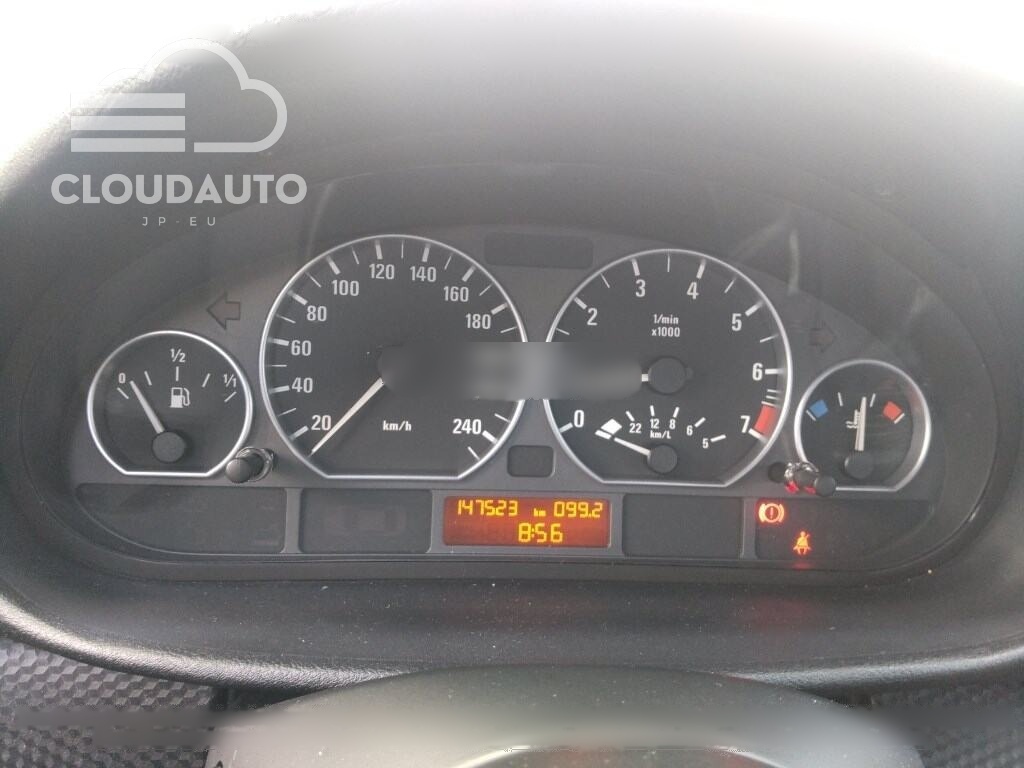 CLOUDAUTO
JP-EU
20 40 60 80 100 120 140 160 180 240
km/h
0 2 3 4 5 6 7
1/min
x1000
22 12 8 6 5
km/L
0 1/2 1/1
147523 km 099.2
8:56